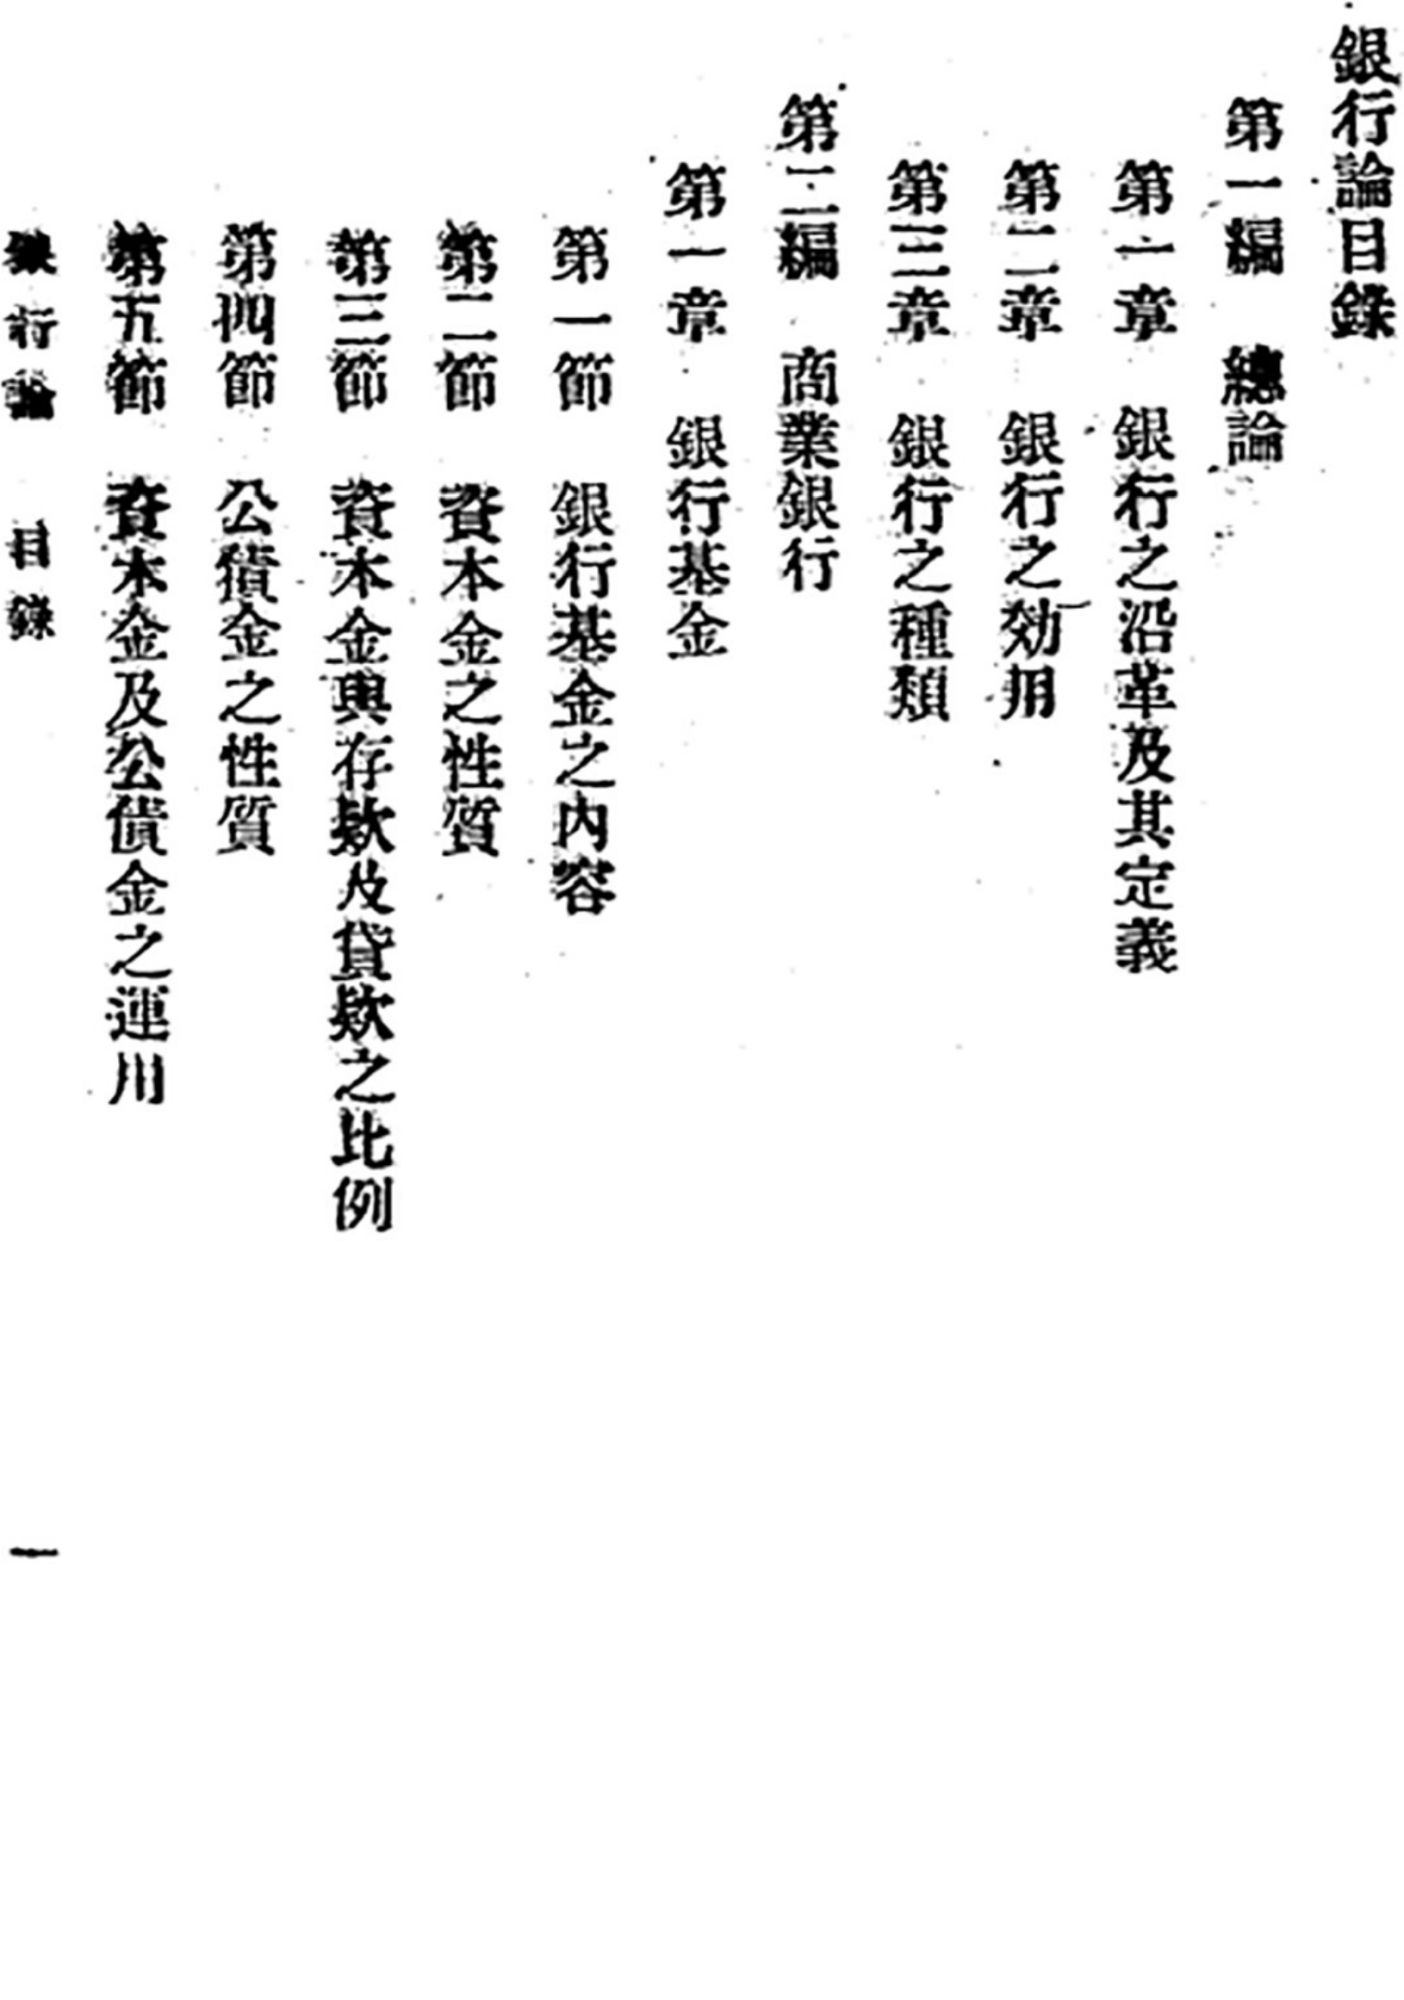 銀行論目錄
第一編　總論
第一章　銀行之沿革及其定義
第二章　銀行之効用
第三章　銀行之種類
第二編　商業銀行
第一章　銀行基金
第一節　銀行基金之內容
第二節　資本金之性質
第三節　資本金與存欵及貸欵之比例
第四節　公積金之性質
第五節　資本金及公積金之運用
銀行論　目錄
一